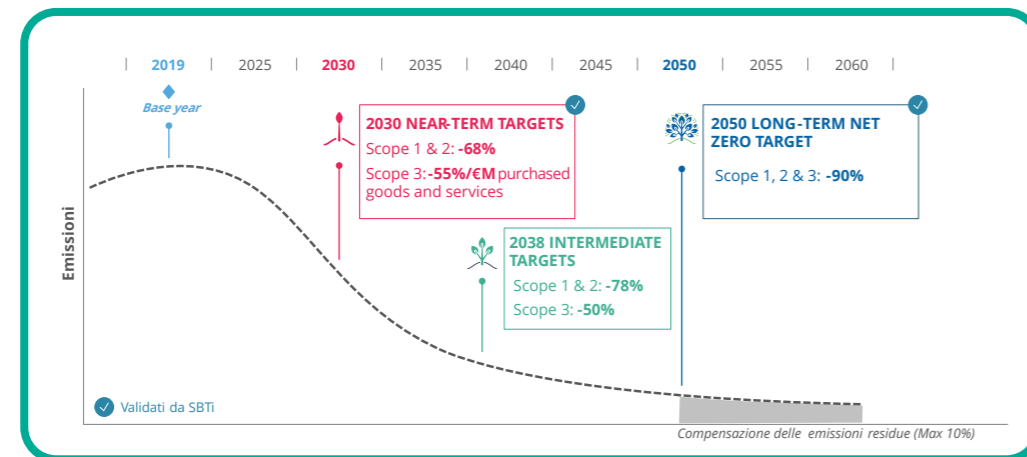 2019 | 2025 | 2030 | 2035 | 2040 | 2045 | 2050 | 2055 | 2060
Base year
2030 NEAR-TERM TARGETS
Scope 1 & 2: -68%
Scope 3: -55%/€M purchased
goods and services
2050 LONG-TERM NET
ZERO TARGET
Scope 1, 2 & 3: -90%
2038 INTERMEDIATE
TARGETS
Scope 1 & 2: -78%
Scope 3: -50%
Emissioni
Validati da SBTi
Compensazione delle emissioni residue (Max 10%)